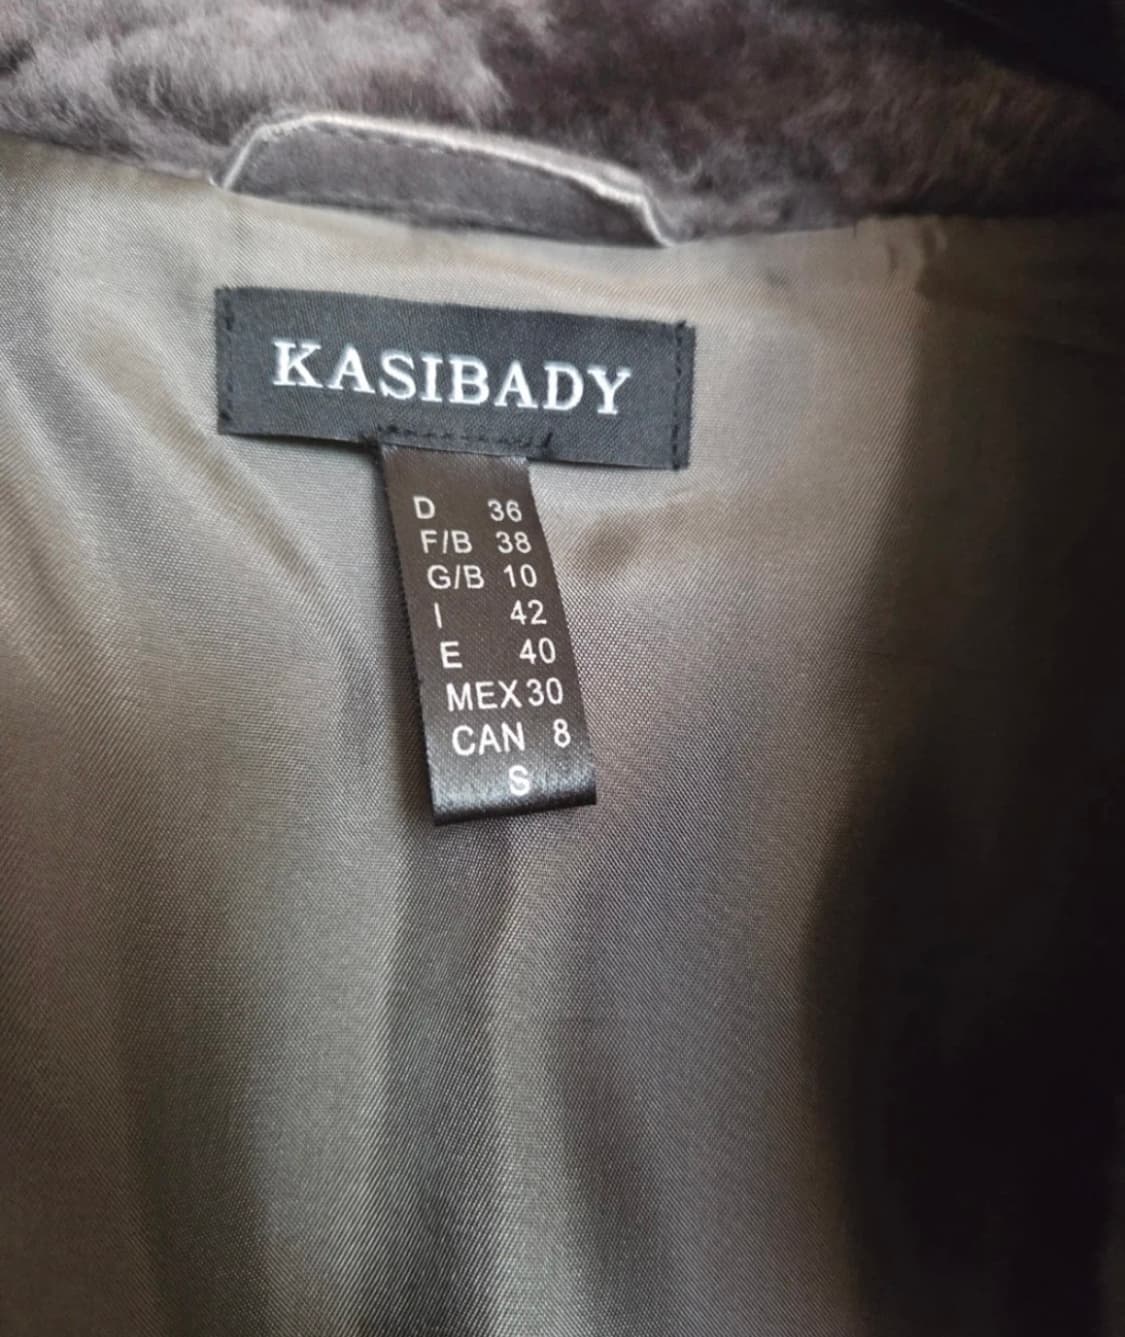 KASIBADY
D 36
F/B 38
G/B 10
I 42
E 40
MEX 30
CAN 8
S